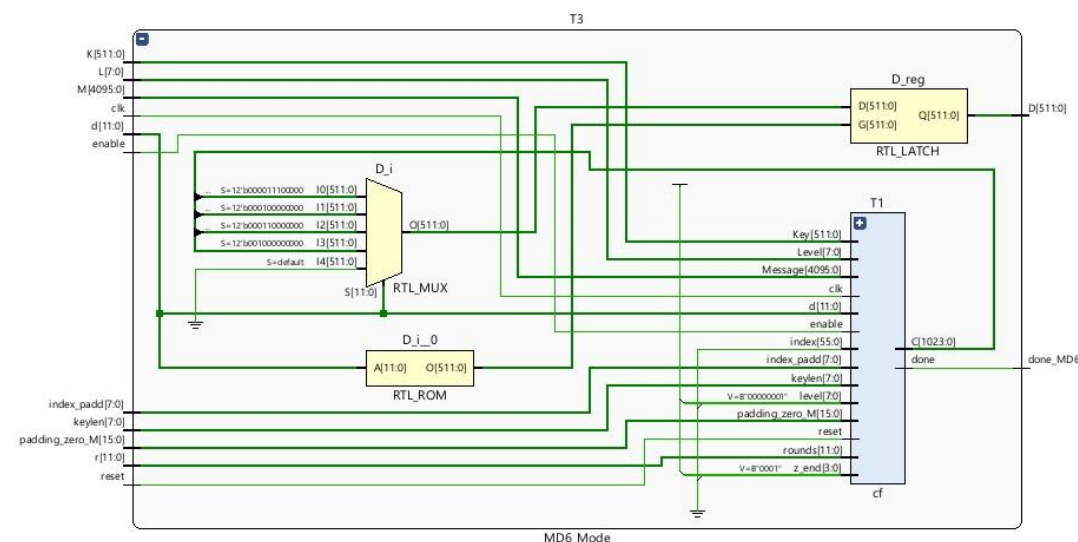 T3
K[511:0]
L[7:0]
M[4095:0]
clk
d[11:0]
enable
D_reg
D[511:0]
G[511:0]
Q[511:0]
RTL_LATCH
D[511:0]
D_i
... S=12'b000011100000 I0[511:0]
... S=12'b000100000000 I1[511:0]
... S=12'b000110000000 I2[511:0]
S=12'b001000000000 I3[511:0]
S=default I4[511:0]
O[511:0]
S[11:0]
RTL_MUX
T1
Key[511:0]
Level[7:0]
Message[4095:0]
clk
d[11:0]
enable
index[55:0]
index_padd[7:0]
keylen[7:0]
V=B"00000001" level[7:0]
padding_zero_M[15:0]
reset
rounds[11:0]
V=B"0001" z_end[3:0]
C[1023:0]
done
done_MD6
cf
D_i__0
A[11:0] O[511:0]
RTL_ROM
index_padd[7:0]
keylen[7:0]
padding_zero_M[15:0]
r[11:0]
reset
MD6 Mode